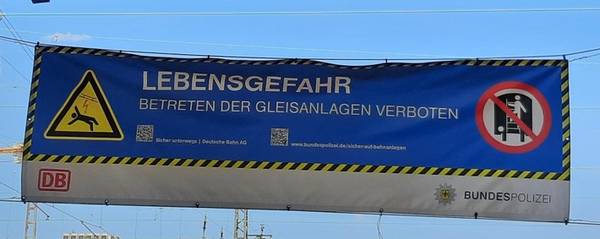 LEBENSGEFAHR
BETRETEN DER GLEISANLAGEN VERBOTEN
Sicher unterwegs | Deutsche Bahn AG
www.bundespolizei.de/sicher-auf-bahnanlagen
DB
BUNDESPOLIZEI